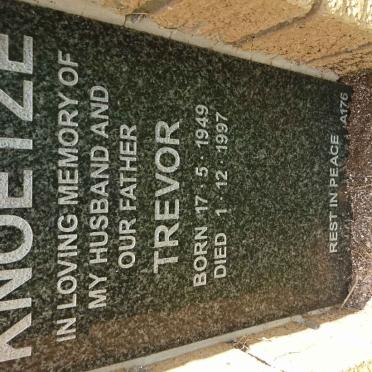 KNOETZE
IN LOVING MEMORY OF
MY HUSBAND AND
OUR FATHER
TREVOR
BORN 17 · 5 · 1949
DIED 1 · 12 · 1997
REST IN PEACE A176